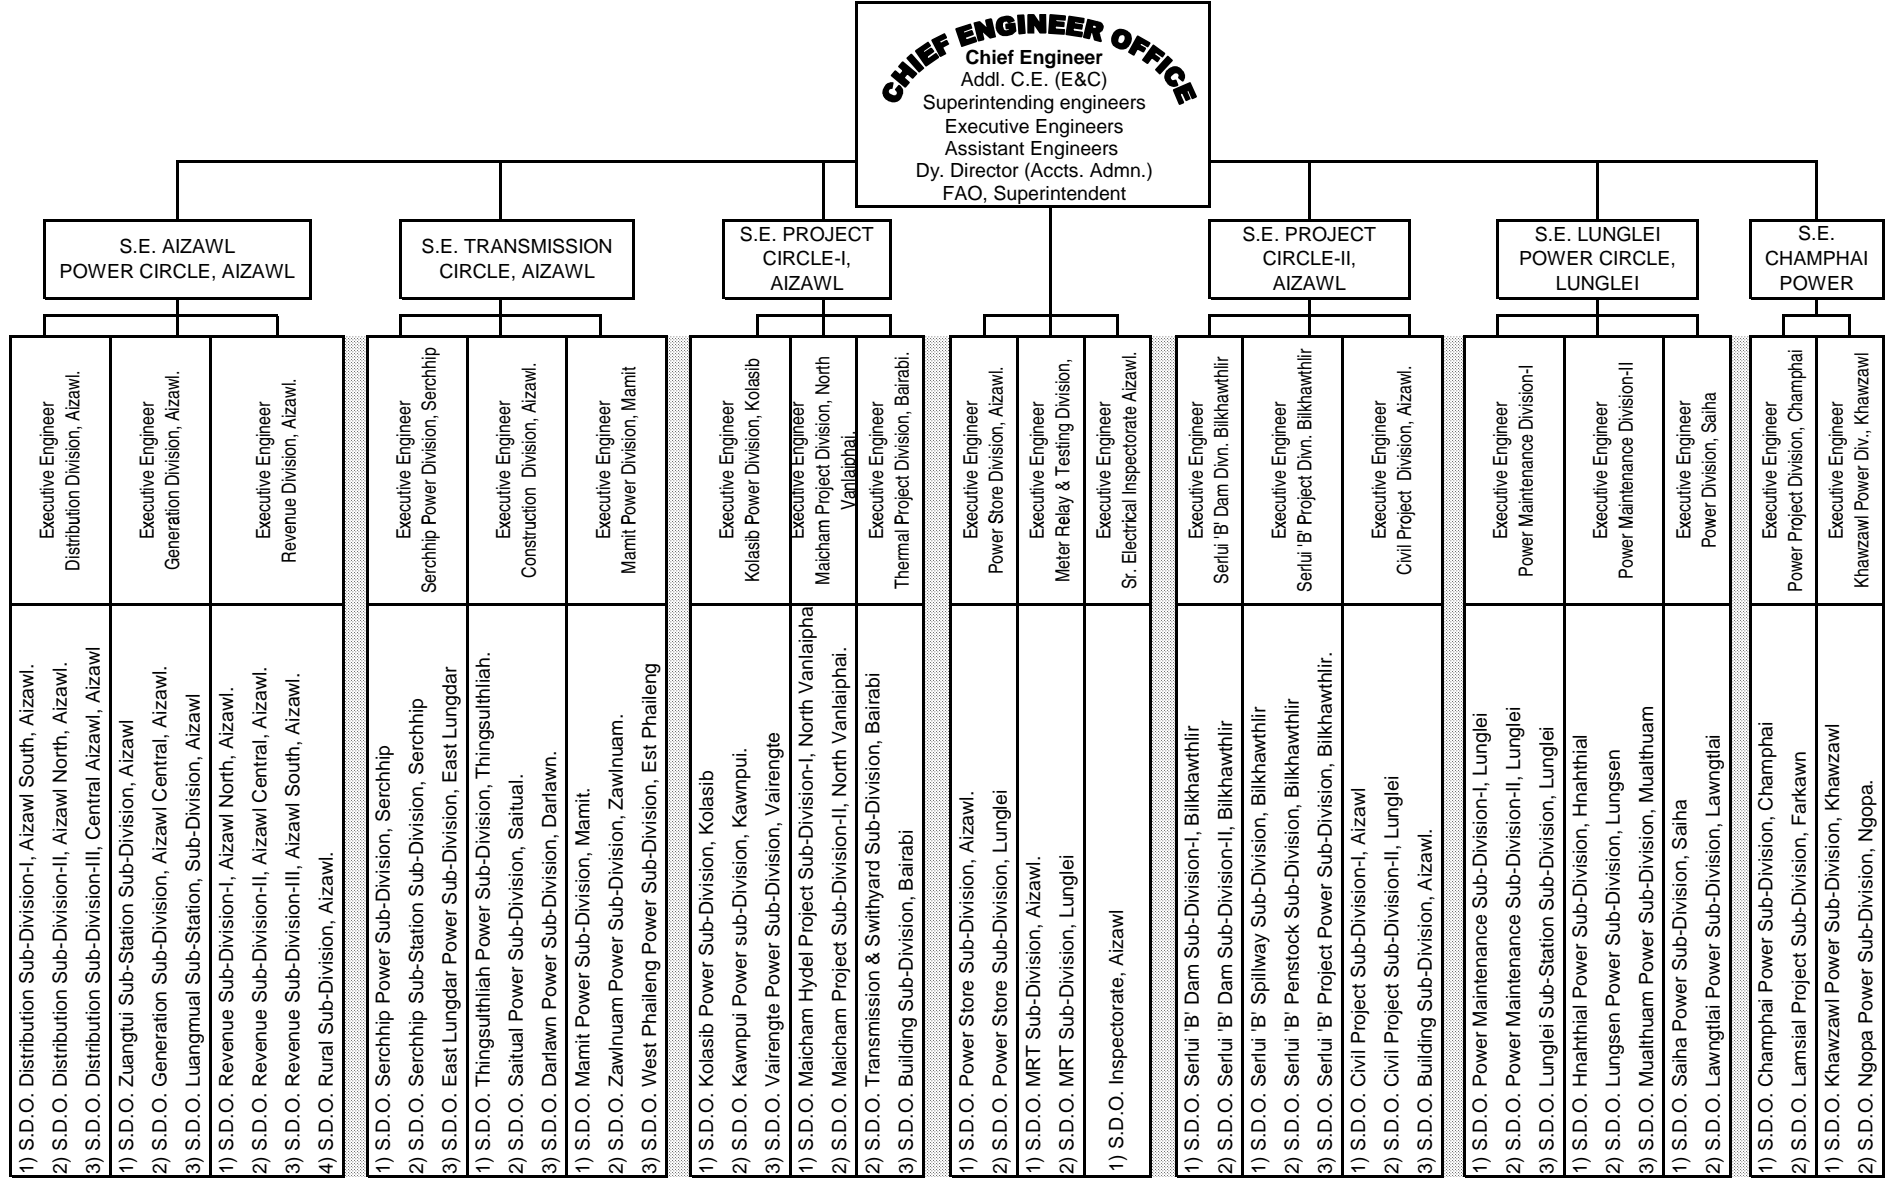 CHIEF ENGINEER OFFICE
Chief Engineer
Addl. C.E. (E&C)
Superintending engineers
Executive Engineers
Assistant Engineers
Dy. Director (Accts. Admn.)
FAO, Superintendent
S.E. AIZAWL
POWER CIRCLE, AIZAWL
S.E. TRANSMISSION
CIRCLE, AIZAWL
S.E. PROJECT
CIRCLE-I,
AIZAWL
S.E. PROJECT
CIRCLE-II,
AIZAWL
S.E. LUNGLEI
POWER CIRCLE,
LUNGLEI
S.E.
CHAMPHAI
POWER
Executive Engineer
Distribution Division, Aizawl.
Executive Engineer
Generation Division, Aizawl.
Executive Engineer
Revenue Division, Aizawl.
Executive Engineer
Serchhip Power Division, Serchhip
Executive Engineer
Construction Division, Aizawl.
Executive Engineer
Mamit Power Division, Mamit
Executive Engineer
Kolasib Power Division, Kolasib
Executive Engineer
Maicham Project Division, North
Vanlaiphai.
Executive Engineer
Thermal Project Division, Bairabi.
Executive Engineer
Power Store Division, Aizawl.
Executive Engineer
Meter Relay & Testing Division,
Executive Engineer
Sr. Electrical Inspectorate Aizawl.
Executive Engineer
Serlui 'B' Dam Divn. Bilkhawthlir
Executive Engineer
Serlui 'B' Project Divn. Bilkhawthlir
Executive Engineer
Civil Project Division, Aizawl.
Executive Engineer
Power Maintenance Division-I
Executive Engineer
Power Maintenance Division-II
Executive Engineer
Power Division, Saiha
Executive Engineer
Power Project Division, Champhai
Executive Engineer
Khawzawl Power Div., Khawzawl
1) S.D.O. Distribution Sub-Division-I, Aizawl South, Aizawl.
2) S.D.O. Distribution Sub-Division-II, Aizawl North, Aizawl.
3) S.D.O. Distribution Sub-Division-III, Central Aizawl, Aizawl
1) S.D.O. Zuangtui Sub-Station Sub-Division, Aizawl
2) S.D.O. Generation Sub-Division, Aizawl Central, Aizawl.
3) S.D.O. Luangmual Sub-Station, Sub-Division, Aizawl
1) S.D.O. Revenue Sub-Division-I, Aizawl North, Aizawl.
2) S.D.O. Revenue Sub-Division-II, Aizawl Central, Aizawl.
3) S.D.O. Revenue Sub-Division-III, Aizawl South, Aizawl.
4) S.D.O. Rural Sub-Division, Aizawl.
1) S.D.O. Serchhip Power Sub-Division, Serchhip
2) S.D.O. Serchhip Sub-Station Sub-Division, Serchhip
3) S.D.O. East Lungdar Power Sub-Division, East Lungdar
1) S.D.O. Thingsulthliah Power Sub-Division, Thingsulthliah.
2) S.D.O. Saitual Power Sub-Division, Saitual.
3) S.D.O. Darlawn Power Sub-Division, Darlawn.
1) S.D.O. Mamit Power Sub-Division, Mamit.
2) S.D.O. Zawlnuam Power Sub-Division, Zawlnuam.
3) S.D.O. West Phaileng Power Sub-Division, Est Phaileng
1) S.D.O. Kolasib Power Sub-Division, Kolasib
2) S.D.O. Kawnpui Power sub-Division, Kawnpui.
3) S.D.O. Vairengte Power Sub-Division, Vairengte
1) S.D.O. Maicham Hydel Project Sub-Division-I, North Vanlaipha
2) S.D.O. Maicham Project Sub-Division-II, North Vanlaiphai.
2) S.D.O. Transmission & Swithyard Sub-Division, Bairabi
3) S.D.O. Building Sub-Division, Bairabi
1) S.D.O. Power Store Sub-Division, Aizawl.
2) S.D.O. Power Store Sub-Division, Lunglei
1) S.D.O. MRT Sub-Division, Aizawl.
2) S.D.O. MRT Sub-Division, Lunglei
1) S.D.O. Inspectorate, Aizawl
1) S.D.O. Serlui 'B' Dam Sub-Division-I, Bilkhawthlir
2) S.D.O. Serlui 'B' Dam Sub-Division-II, Bilkhawthlir
1) S.D.O. Serlui 'B' Spillway Sub-Division, Bilkhawthlir
2) S.D.O. Serlui 'B' Penstock Sub-Division, Bilkhawthlir
3) S.D.O. Serlui 'B' Project Power Sub-Division, Bilkhawthlir.
1) S.D.O. Civil Project Sub-Division-I, Aizawl
2) S.D.O. Civil Project Sub-Division-II, Lunglei
3) S.D.O. Building Sub-Division, Aizawl.
1) S.D.O. Power Maintenance Sub-Division-I, Lunglei
2) S.D.O. Power Maintenance Sub-Division-II, Lunglei
3) S.D.O. Lunglei Sub-Station Sub-Division, Lunglei
1) S.D.O. Hnahthial Power Sub-Division, Hnahthial
2) S.D.O. Lungsen Power Sub-Division, Lungsen
3) S.D.O. Mualthuam Power Sub-Division, Mualthuam
1) S.D.O. Saiha Power Sub-Division, Saiha
2) S.D.O. Lawngtlai Power Sub-Division, Lawngtlai
1) S.D.O. Champhai Power Sub-Division, Champhai
2) S.D.O. Lamsial Project Sub-Division, Farkawn
1) S.D.O. Khawzawl Power Sub-Division, Khawzawl
2) S.D.O. Ngopa Power Sub-Division, Ngopa.